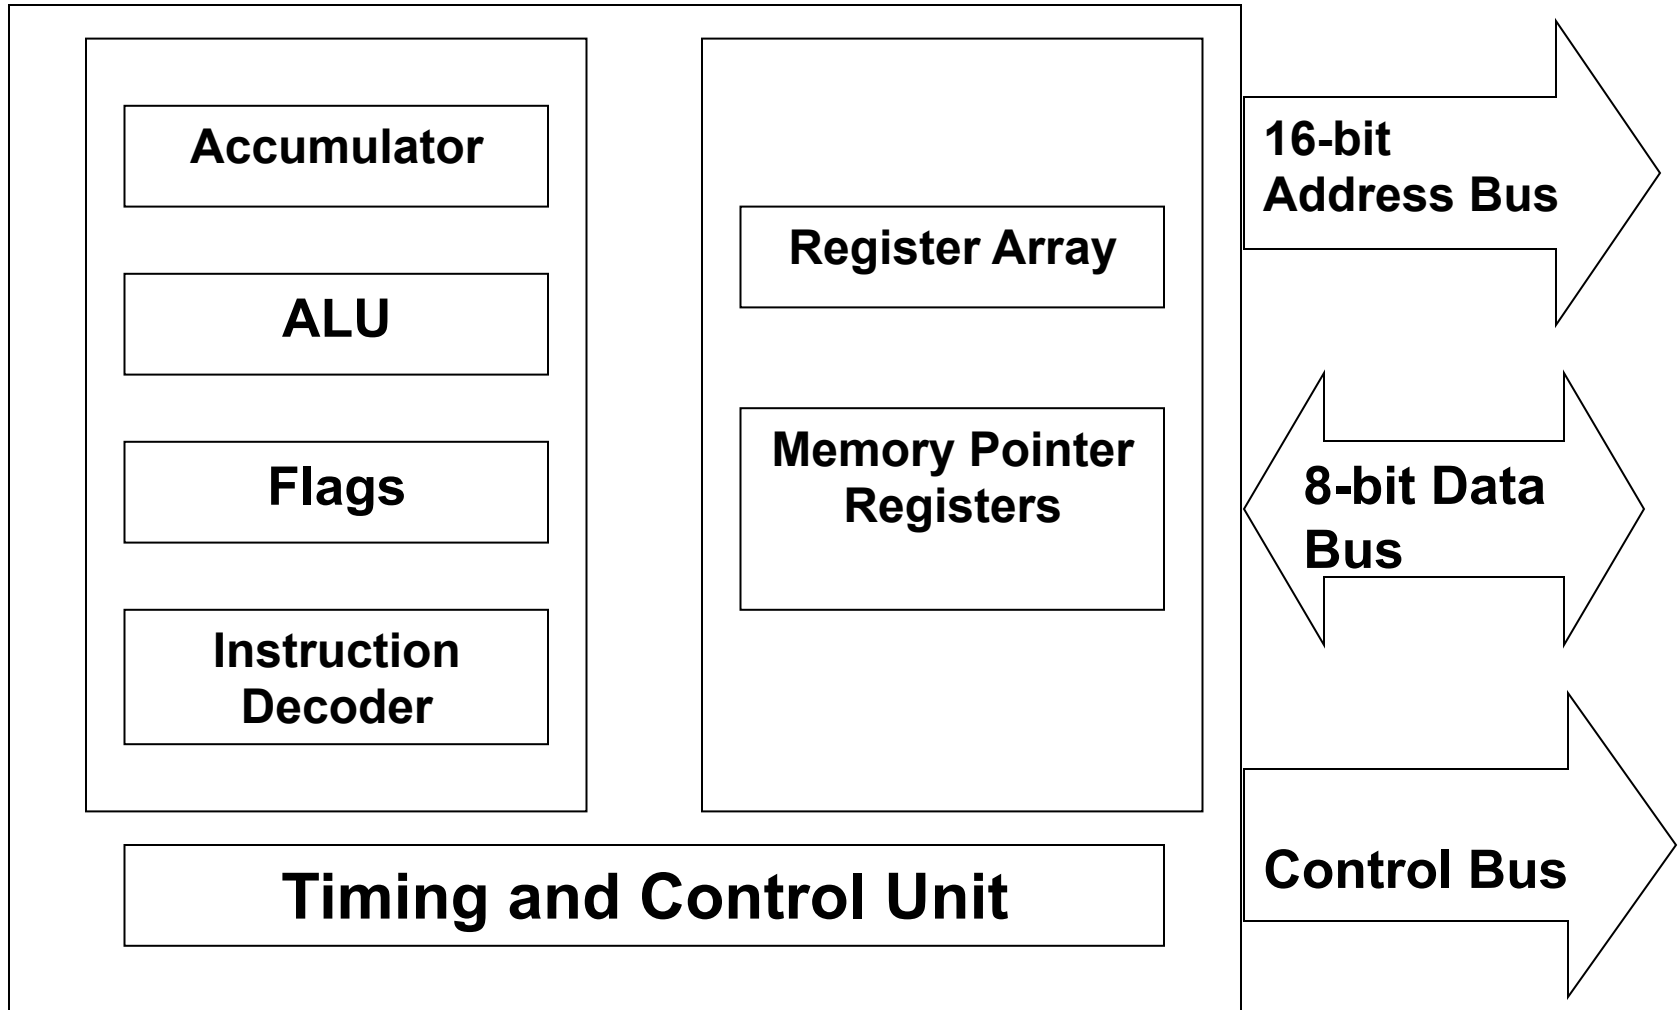 Accumulator
ALU
Flags
Instruction
Decoder
Register Array
Memory Pointer
Registers
Timing and Control Unit
16-bit
Address Bus
8-bit Data
Bus
Control Bus